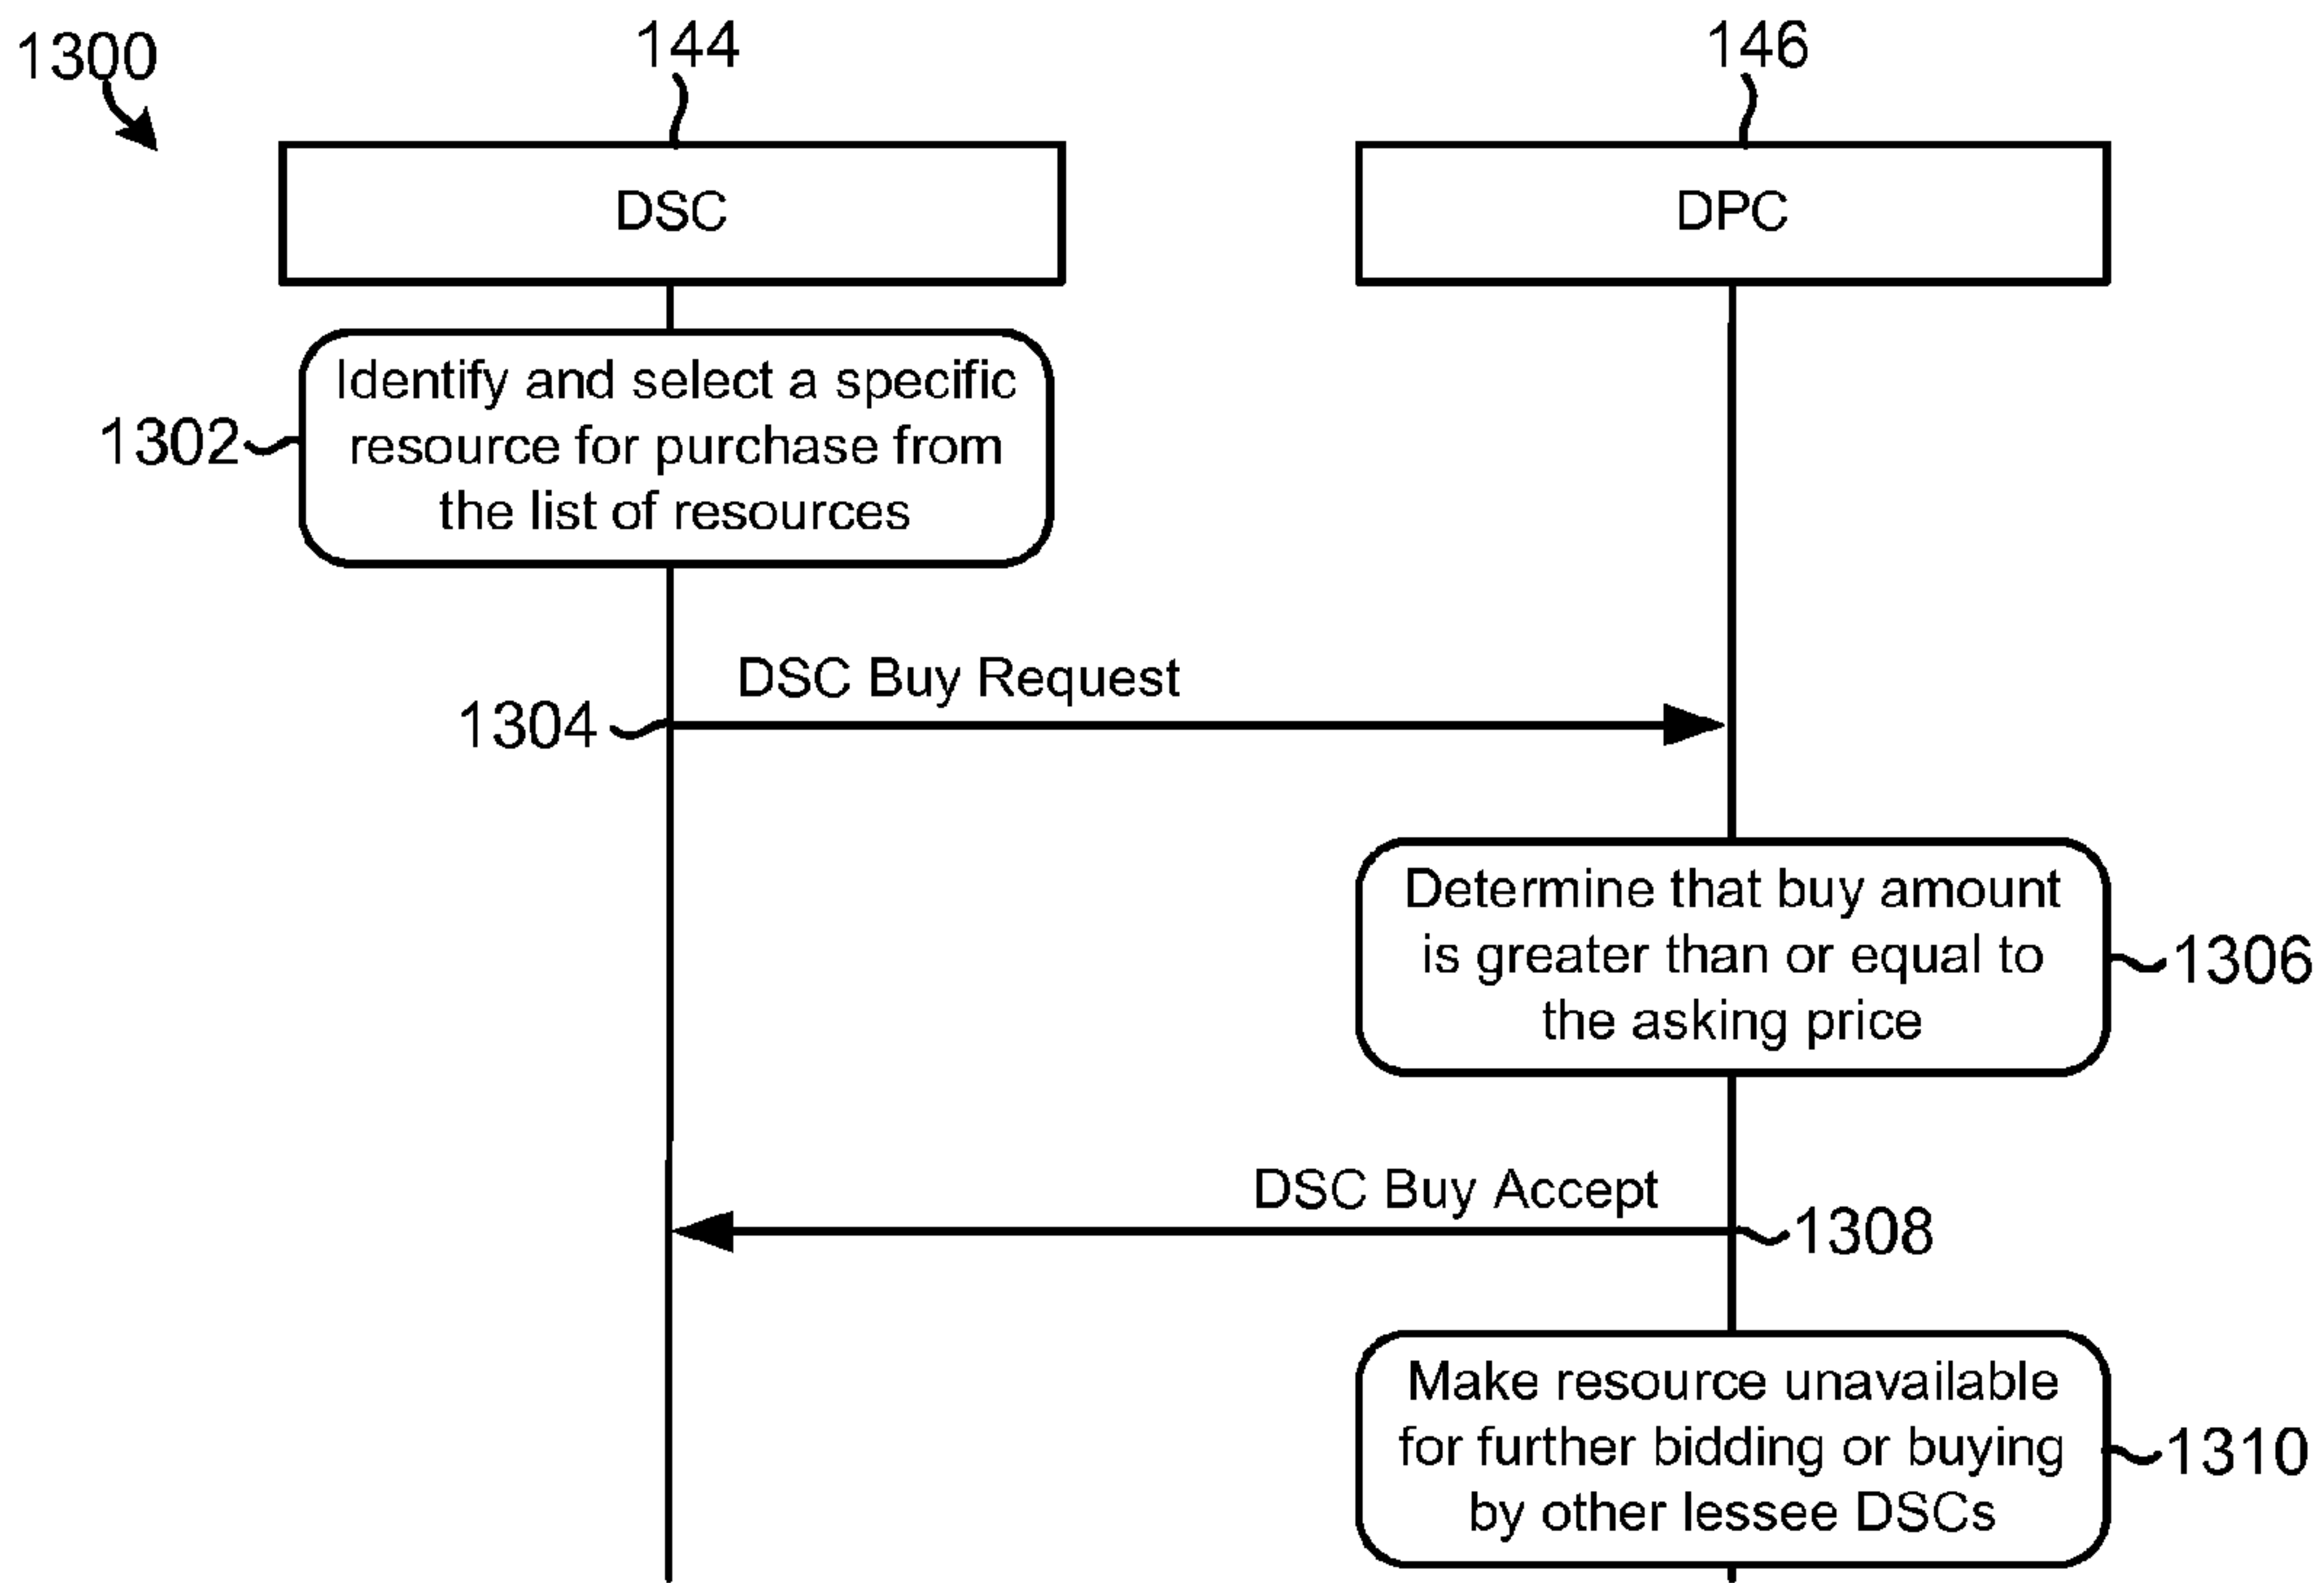 1300
144
146
DSC
DPC
Identify and select a specific
resource for purchase from
the list of resources
1302
DSC Buy Request
1304
Determine that buy amount
is greater than or equal to
the asking price
1306
DSC Buy Accept
1308
Make resource unavailable
for further bidding or buying
by other lessee DSCs
1310